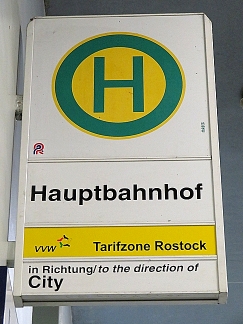 H
Hauptbahnhof
VVW Tarifzone Rostock
in Richtung/to the direction of
City